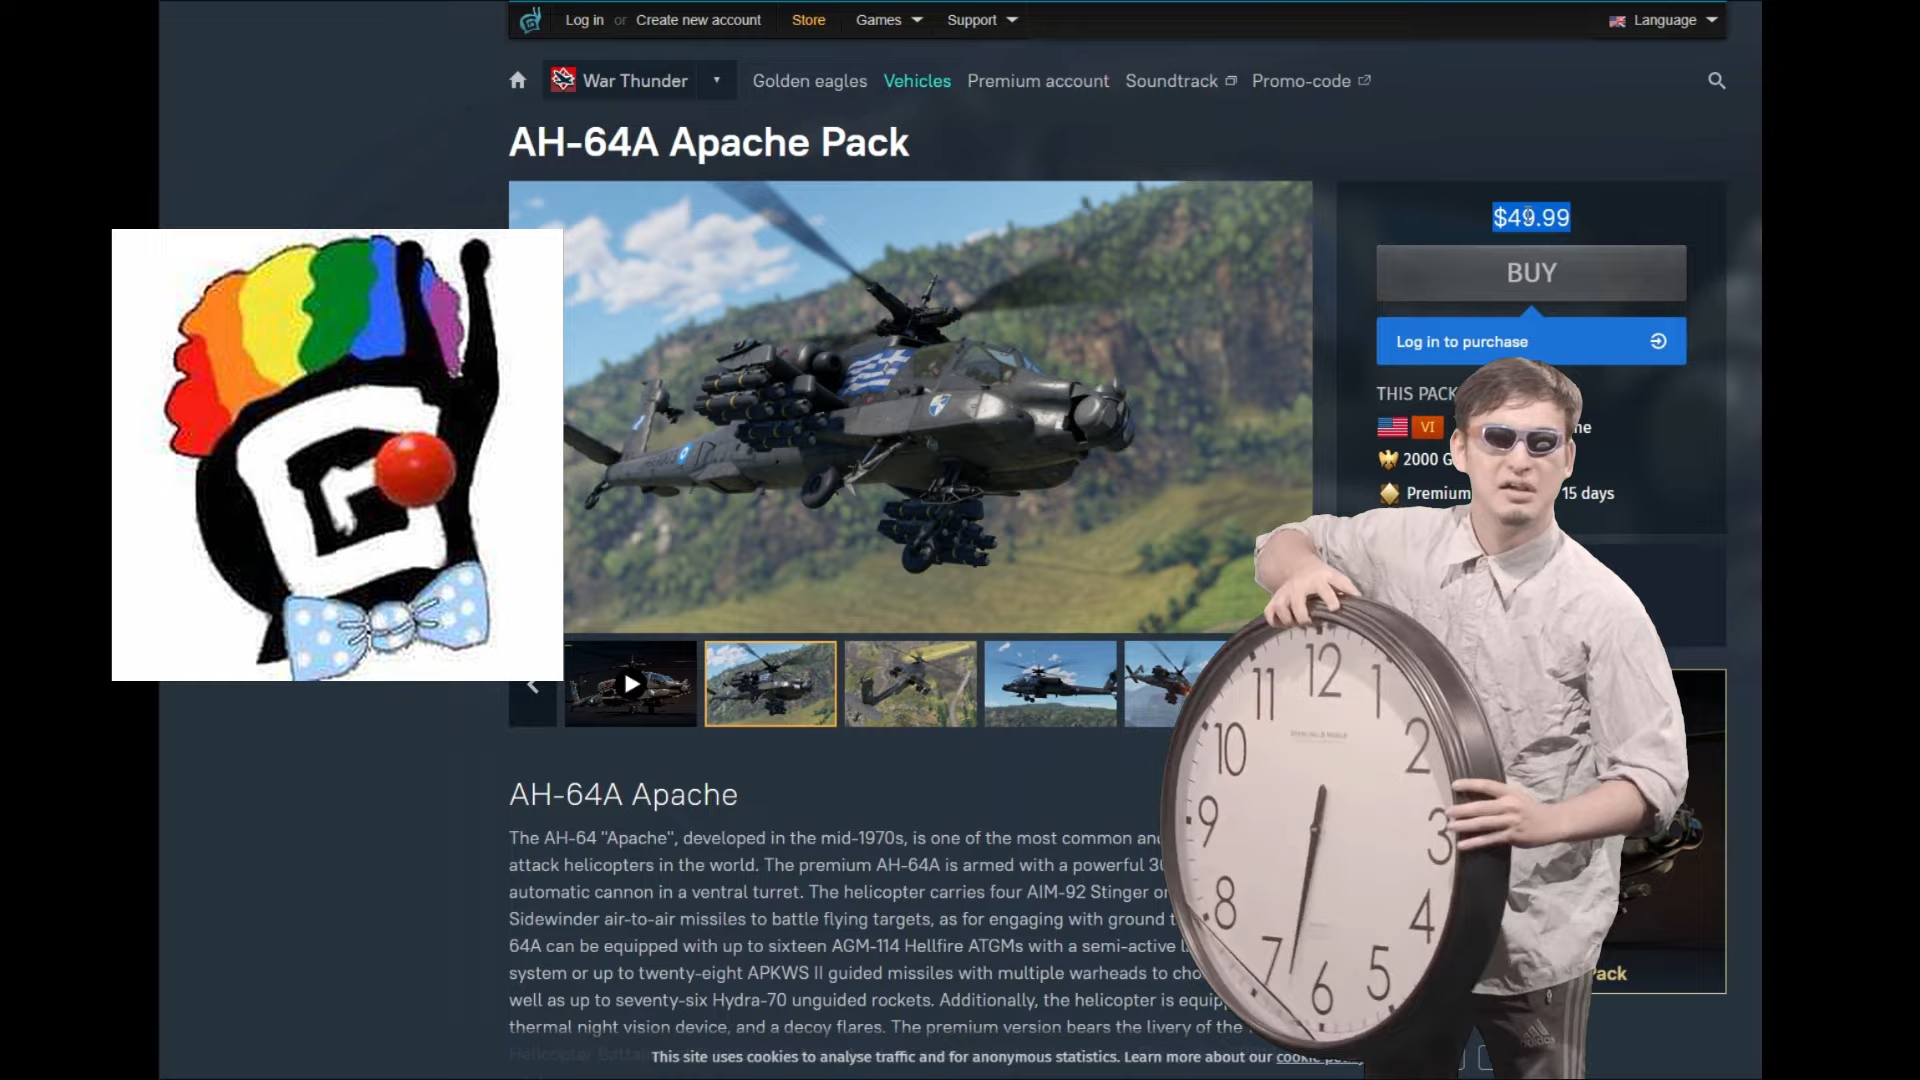 Log in or Create new account Store Games Support Language
War Thunder Golden eagles Vehicles Premium account Soundtrack Promo-code
AH-64A Apache Pack
$49.99
BUY
Log in to purchase
THIS PACK
VI
2000 G
Premium 15 days
12
11 1
10 2
9 3
8 4
7 5
6
AH-64A Apache
The AH-64 "Apache", developed in the mid-1970s, is one of the most common
attack helicopters in the world. The premium AH-64A is armed with a powerful
automatic cannon in a ventral turret. The helicopter carries four AIM-92 Stinger
Sidewinder air-to-air missiles to battle flying targets, as for engaging with ground
64A can be equipped with up to sixteen AGM-114 Hellfire ATGMs with a semi-active
system or up to twenty-eight APKWS II guided missiles with multiple warheads to
well as up to seventy-six Hydra-70 unguided rockets. Additionally, the helicopter is
thermal night vision device, and a decoy flares. The premium version bears the livery of the
Pack
This site uses cookies to analyse traffic and for anonymous statistics. Learn more about our cookie policy
adidas